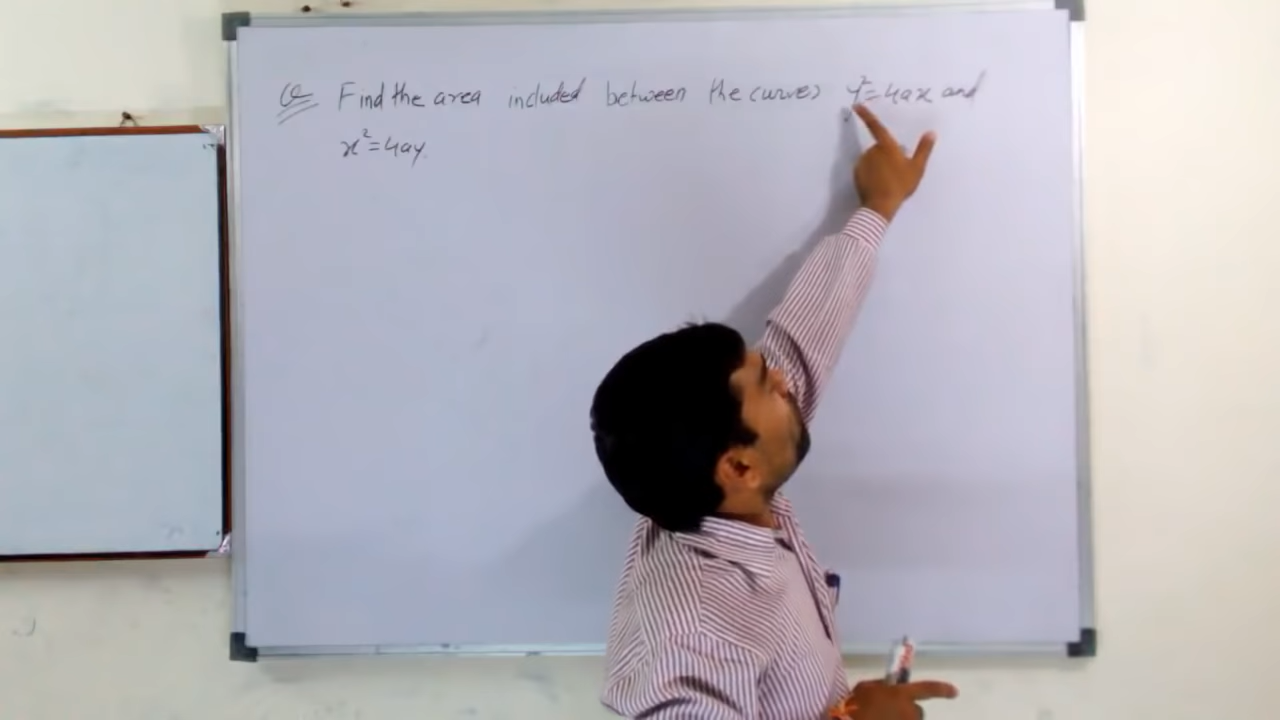 Q Find the area included between the curves y²=4ax and
x²=4ay.